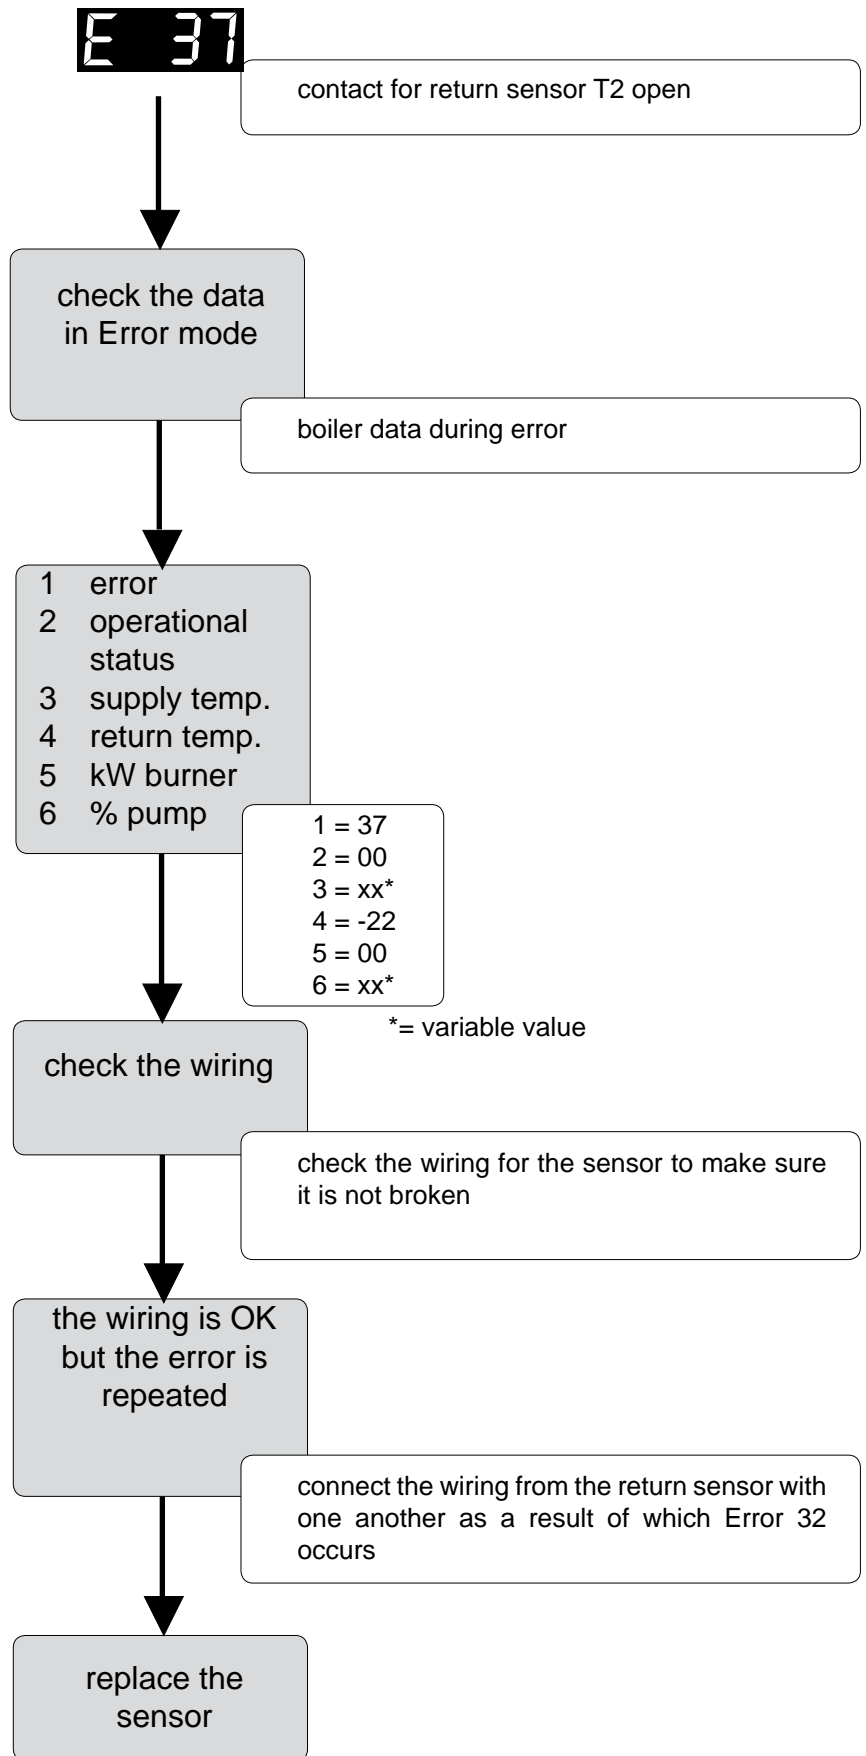 E 37
contact for return sensor T2 open
check the data
in Error mode
boiler data during error
1 error
2 operational
status
3 supply temp.
4 return temp.
5 kW burner
6 % pump
1 = 37
2 = 00
3 = xx*
4 = -22
5 = 00
6 = xx*
*= variable value
check the wiring
check the wiring for the sensor to make sure
it is not broken
the wiring is OK
but the error is
repeated
connect the wiring from the return sensor with
one another as a result of which Error 32
occurs
replace the
sensor